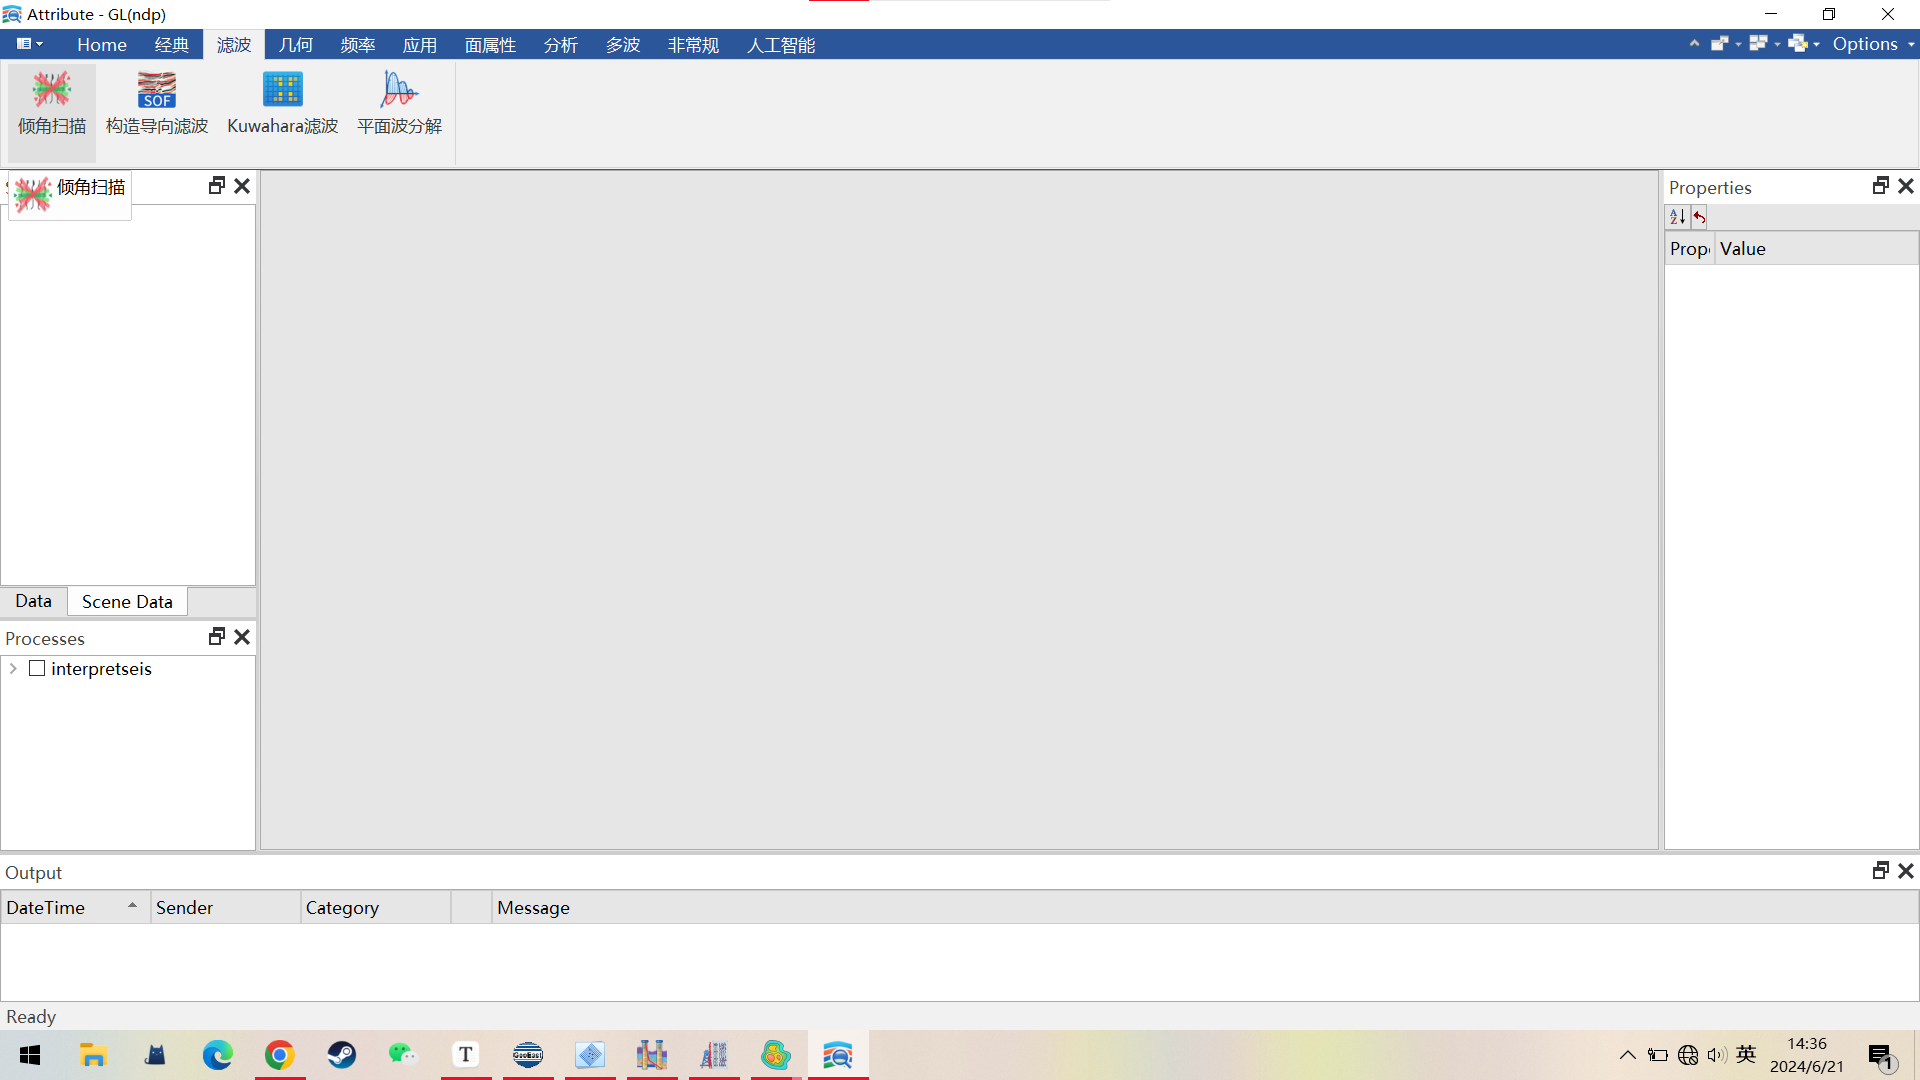 Attribute - GL(ndp)
Home 经典 滤波 几何 频率 应用 面属性 分析 多波 非常规 人工智能 Options
SOF
倾角扫描 构造导向滤波 Kuwahara滤波 平面波分解
倾角扫描
Properties
A
Z
Prop Value
Data Scene Data
Processes
interpretseis
Output
DateTime Sender Category Message
Ready
T GeoEast 英 14:36
2024/6/21 1